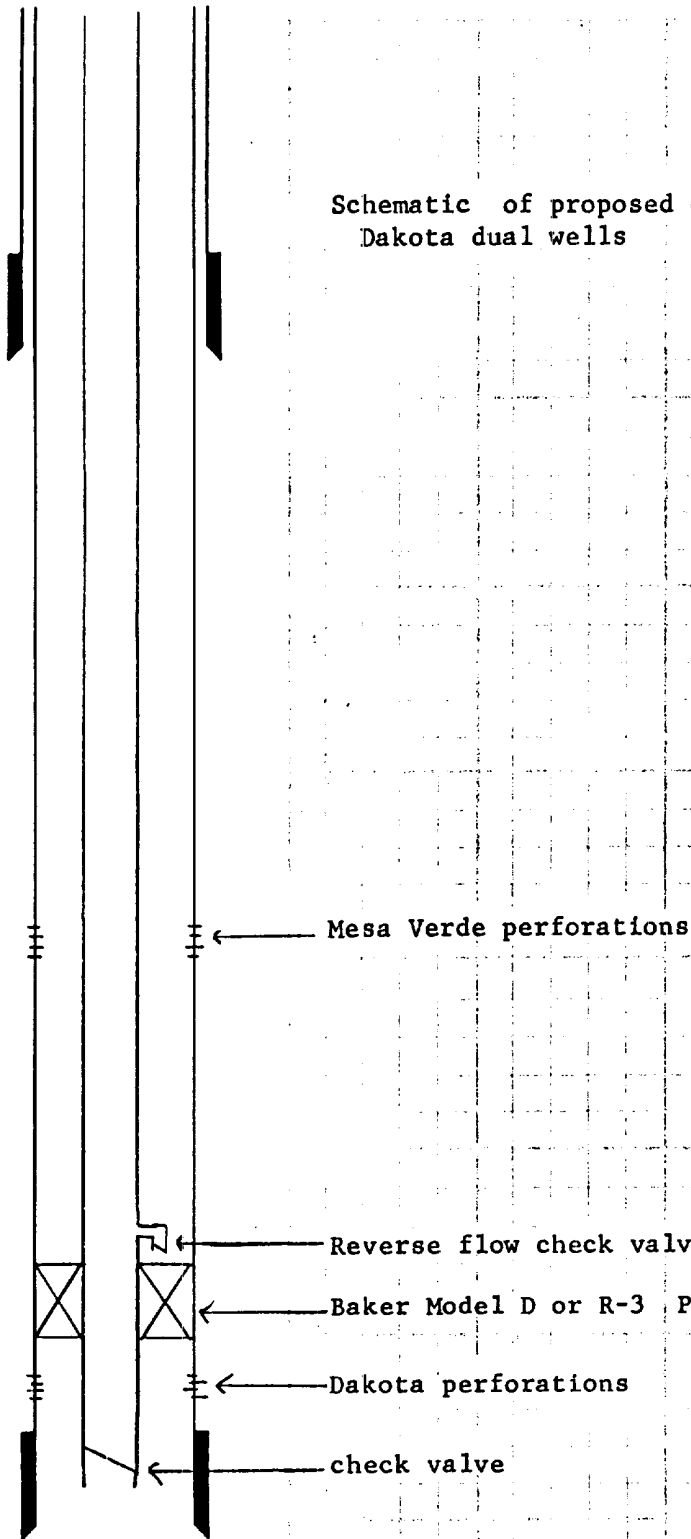 Schematic of proposed
Dakota dual wells
Mesa Verde perforations
Reverse flow check valv
Baker Model D or R-3 P
Dakota perforations
check valve